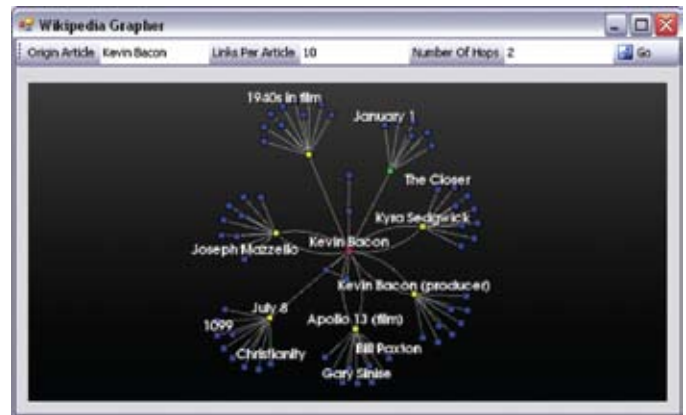 Wikipedia Grapher
Origin Article Kevin Bacon Links Per Article 10 Number Of Hops 2 Go
1940s in film
January 1
The Closer
Kyra Sedgwick
Kevin Bacon
Joseph Mazzello
Kevin Bacon (producer)
July 8
Apollo 13 (film)
1099
Bill Paxton
Christianity
Gary Sinise